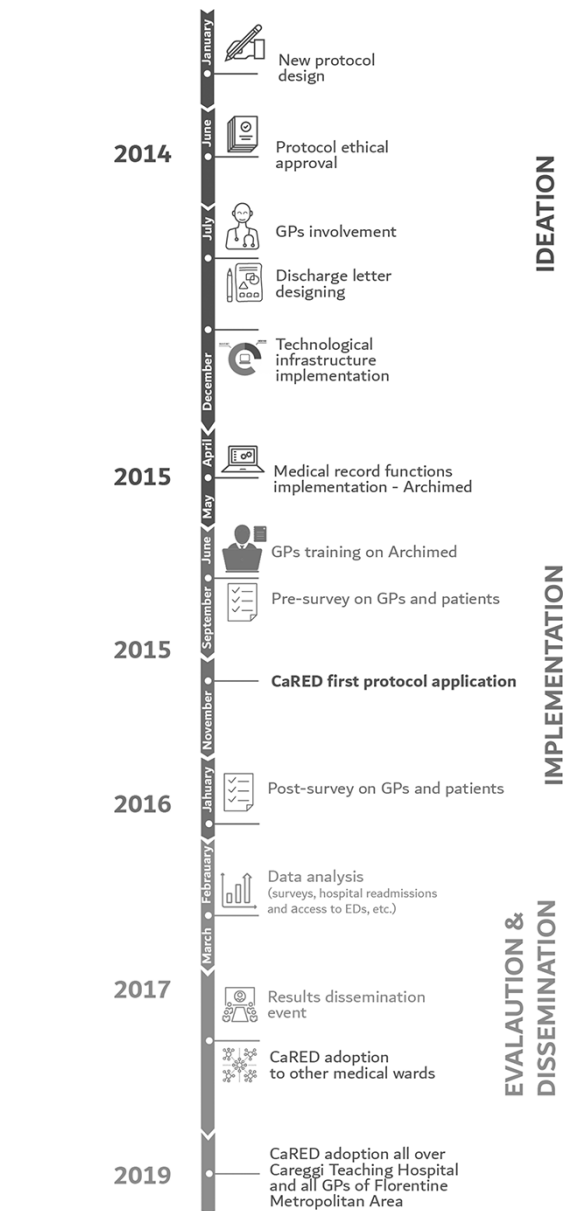 January
New protocol
design
2014
June
Protocol ethical
approval
IDEATION
July
GPs involvement
Discharge letter
designing
December
Technological
infrastructure
implementation
2015
April
May
Medical record functions
implementation - Archimed
June
GPs training on Archimed
IMPLEMENTATION
September
Pre-survey on GPs and patients
2015
November
CaRED first protocol application
2016
Jahuary
Post-survey on GPs and patients
Febrauary
Data analysis
(surveys, hospital readmissions
and access to EDs, etc.)
March
EVALAUTION &
DISSEMINATION
2017
Results dissemination
event
CaRED adoption
to other medical wards
2019
CaRED adoption all over
Careggi Teaching Hospital
and all GPs of Florentine
Metropolitan Area